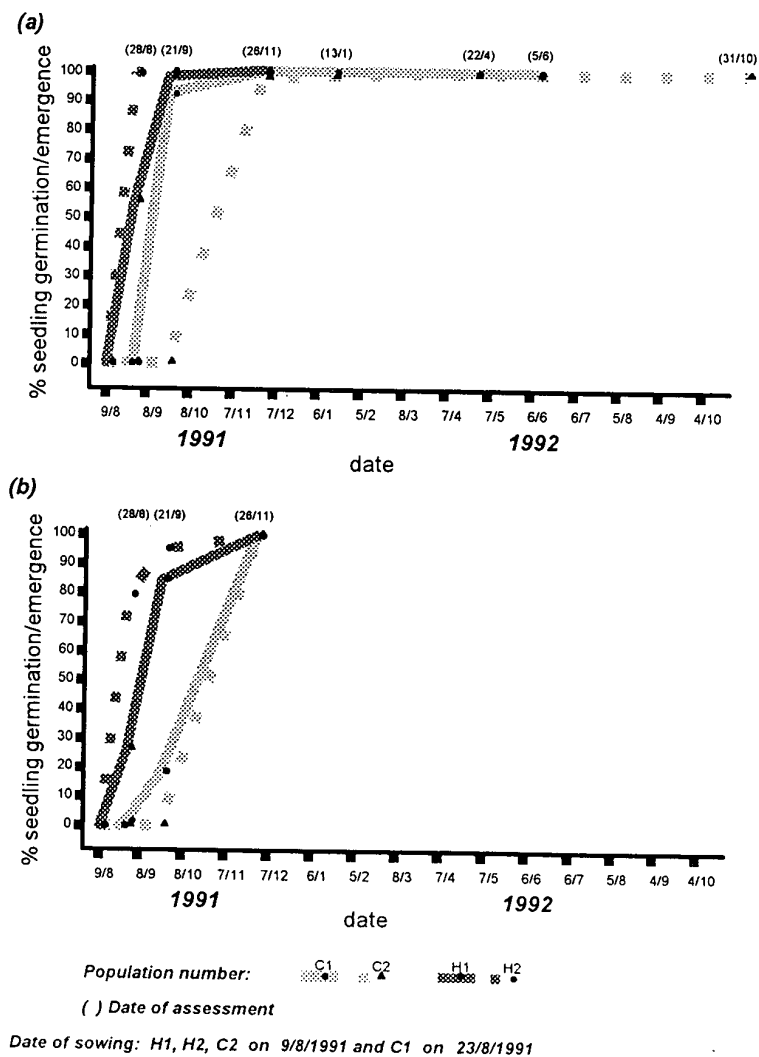 (a)
(28/8) (21/9) (26/11) (13/1) (22/4) (5/6) (31/10)
% seedling germination/emergence
100
90
80
70
60
50
40
30
20
10
0
9/8 8/9 8/10 7/11 7/12 6/1 5/2 8/3 7/4 7/5 6/6 6/7 5/8 4/9 4/10
1991 1992
date
(b)
(28/8) (21/9) (26/11)
% seedling germination/emergence
100
90
80
70
60
50
40
30
20
10
0
9/8 8/9 8/10 7/11 7/12 6/1 5/2 8/3 7/4 7/5 6/6 6/7 5/8 4/9 4/10
1991 1992
date
Population number: C1 C2 H1 H2
( ) Date of assessment
Date of sowing: H1, H2, C2 on 9/8/1991 and C1 on 23/8/1991